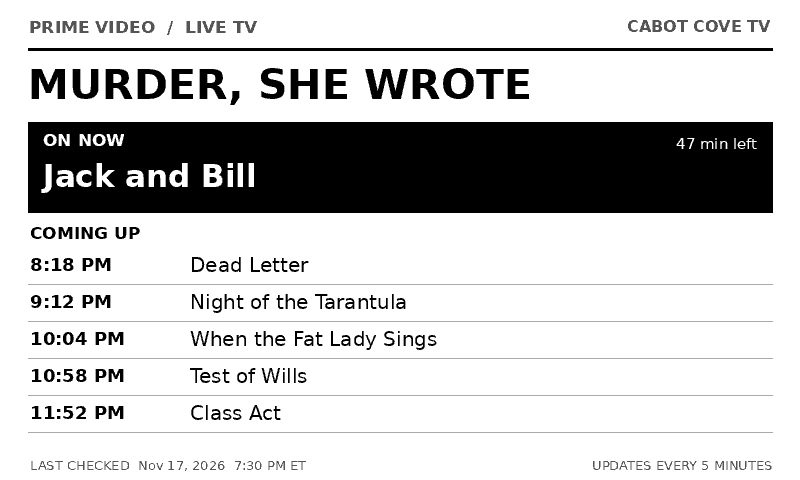 PRIME VIDEO / LIVE TV
CABOT COVE TV
MURDER, SHE WROTE
ON NOW
47 min left
Jack and Bill
COMING UP
8:18 PM Dead Letter
9:12 PM Night of the Tarantula
10:04 PM When the Fat Lady Sings
10:58 PM Test of Wills
11:52 PM Class Act
LAST CHECKED Nov 17, 2026 7:30 PM ET
UPDATES EVERY 5 MINUTES